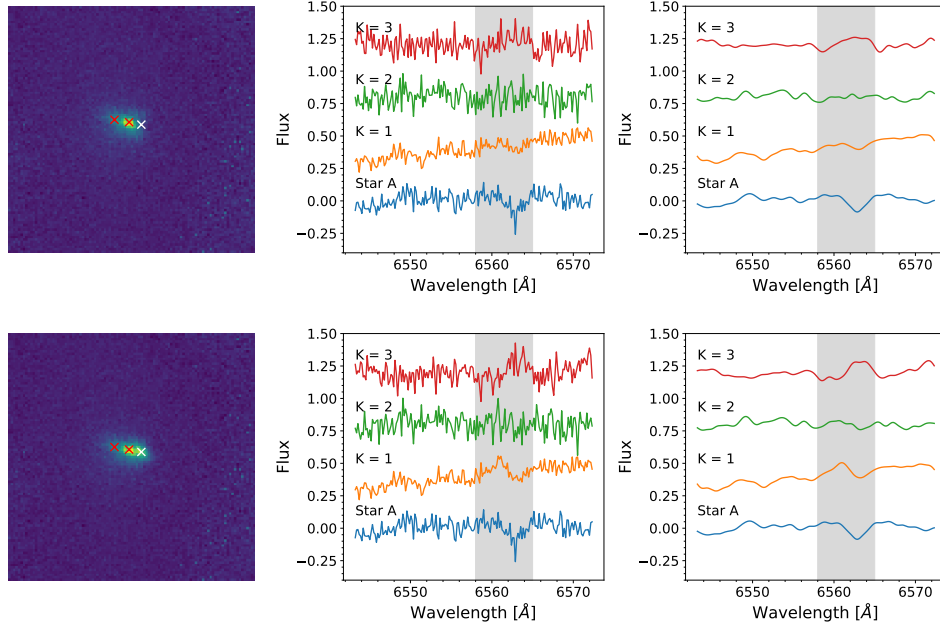 1.50
1.25
1.00
0.75
0.50
0.25
0.00
−0.25
Flux
K = 3
K = 2
K = 1
Star A
6550
6560
6570
Wavelength [Å]
1.50
1.25
1.00
0.75
0.50
0.25
0.00
−0.25
Flux
K = 3
K = 2
K = 1
Star A
6550
6560
6570
Wavelength [Å]
1.50
1.25
1.00
0.75
0.50
0.25
0.00
−0.25
Flux
K = 3
K = 2
K = 1
Star A
6550
6560
6570
Wavelength [Å]
1.50
1.25
1.00
0.75
0.50
0.25
0.00
−0.25
Flux
K = 3
K = 2
K = 1
Star A
6550
6560
6570
Wavelength [Å]